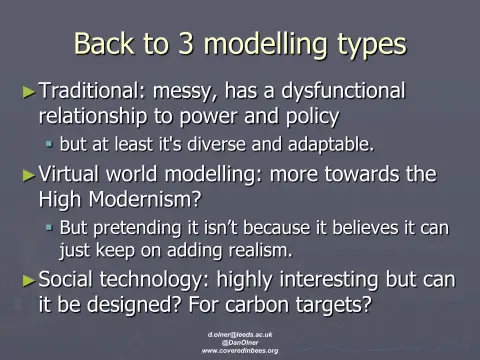 Back to 3 modelling types
►Traditional: messy, has a dysfunctional
relationship to power and policy
▪ but at least it's diverse and adaptable.
►Virtual world modelling: more towards the
High Modernism?
▪ But pretending it isn’t because it believes it can
just keep on adding realism.
►Social technology: highly interesting but can
it be designed? For carbon targets?
d.olner@leeds.ac.uk
@DanOlner
www.coveredinbees.org